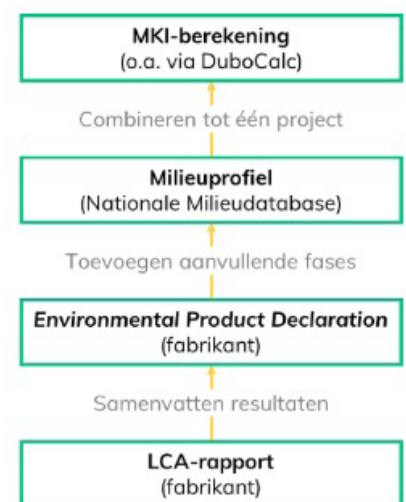 MKI-berekening
(o.a. via DuboCalc)
Combineren tot één project
Milieuprofiel
(Nationale Milieudatabase)
Toevoegen aanvullende fases
Environmental Product Declaration
(fabrikant)
Samenvatten resultaten
LCA-rapport
(fabrikant)